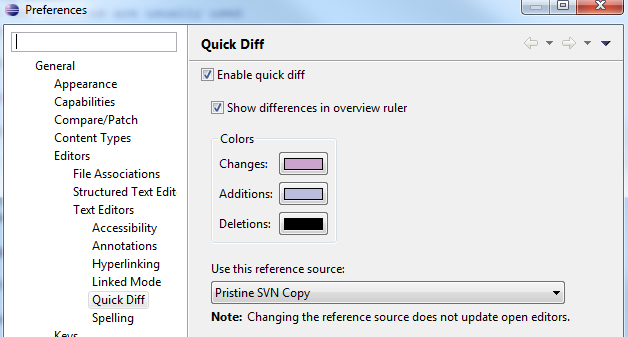 Preferences
General
Appearance
Capabilities
Compare/Patch
Content Types
Editors
File Associations
Structured Text Edit
Text Editors
Accessibility
Annotations
Hyperlinking
Linked Mode
Quick Diff
Spelling
Keys
Quick Diff
Enable quick diff
Show differences in overview ruler
Colors
Changes:
Additions:
Deletions:
Use this reference source:
Pristine SVN Copy
Note: Changing the reference source does not update open editors.